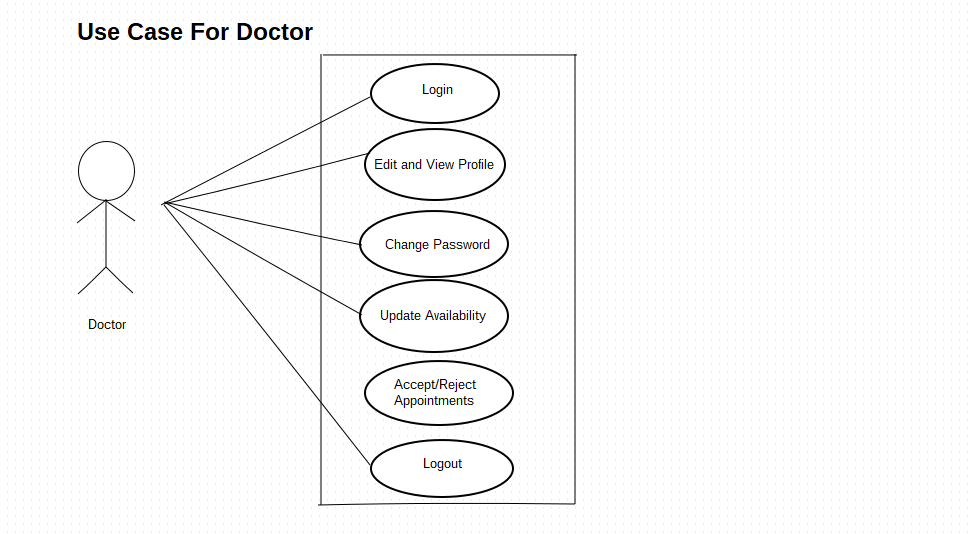 Use Case For Doctor
Login
Edit and View Profile
Change Password
Update Availability
Doctor
Accept/Reject
Appointments
Logout